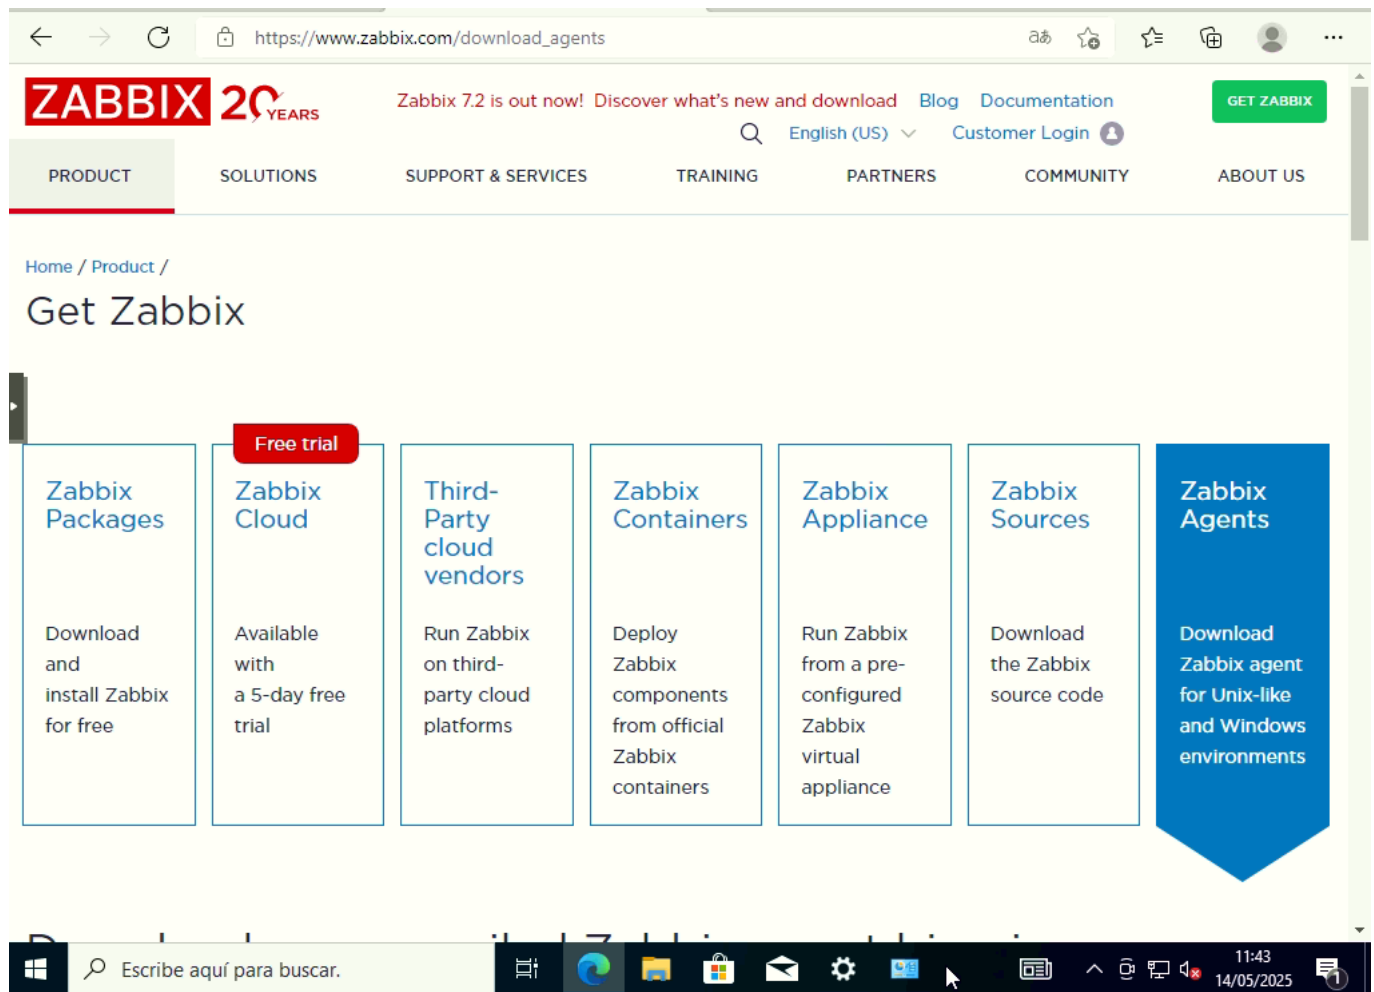 https://www.zabbix.com/download_agents
ZABBIX 20 YEARS
Zabbix 7.2 is out now! Discover what's new and download Blog Documentation
GET ZABBIX
English (US) Customer Login
PRODUCT SOLUTIONS SUPPORT & SERVICES TRAINING PARTNERS COMMUNITY ABOUT US
Home / Product /
Get Zabbix
Free trial
Zabbix
Packages
Download
and
install Zabbix
for free
Zabbix
Cloud
Available
with
a 5-day free
trial
Third-
Party
cloud
vendors
Run Zabbix
on third-
party cloud
platforms
Zabbix
Containers
Deploy
Zabbix
components
from official
Zabbix
containers
Zabbix
Appliance
Run Zabbix
from a pre-
configured
Zabbix
virtual
appliance
Zabbix
Sources
Download
the Zabbix
source code
Zabbix
Agents
Download
Zabbix agent
for Unix-like
and Windows
environments
Escribe aquí para buscar.
11:43
14/05/2025
1